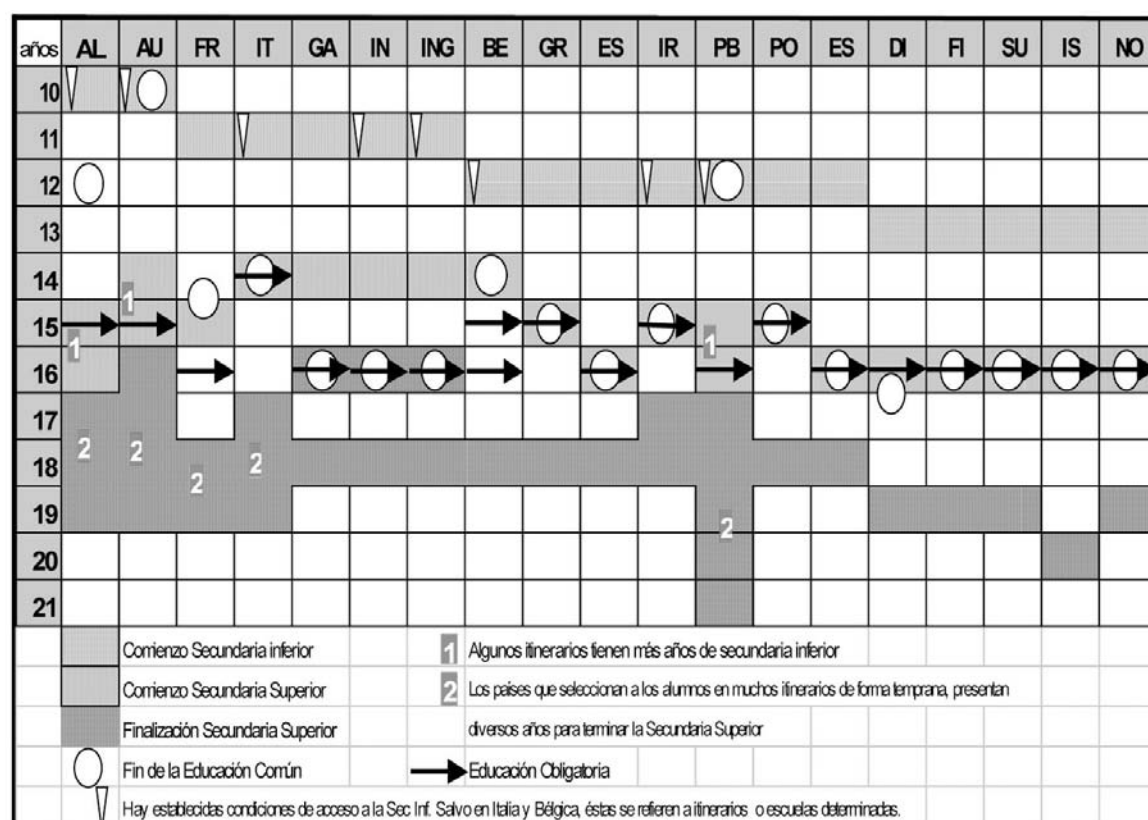 años AL AU FR IT GA IN ING BE GR ES IR PB PO ES DI FI SU IS NO
10
11
12
13
14
1
15
1 1
16
17
2 2 2
18
2
19
2
20
21
Comienzo Secundaria inferior 1 Algunos itinerarios tienen más años de secundaria inferior
Comienzo Secundaria Superior 2 Los países que seleccionan a los alumnos en muchos itinerarios de forma temprana, presentan
Finalización Secundaria Superior diversos años para terminar la Secundaria Superior
Fin de la Educación Común Educación Obligatoria
Hay establecidas condiciones de acceso a la Sec Inf. Salvo en Italia y Bélgica, éstas se refieren a itinerarios o escuelas determinadas.